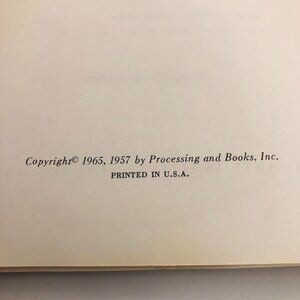 Copyright© 1965, 1957 by Processing and Books, Inc.
PRINTED IN U.S.A.